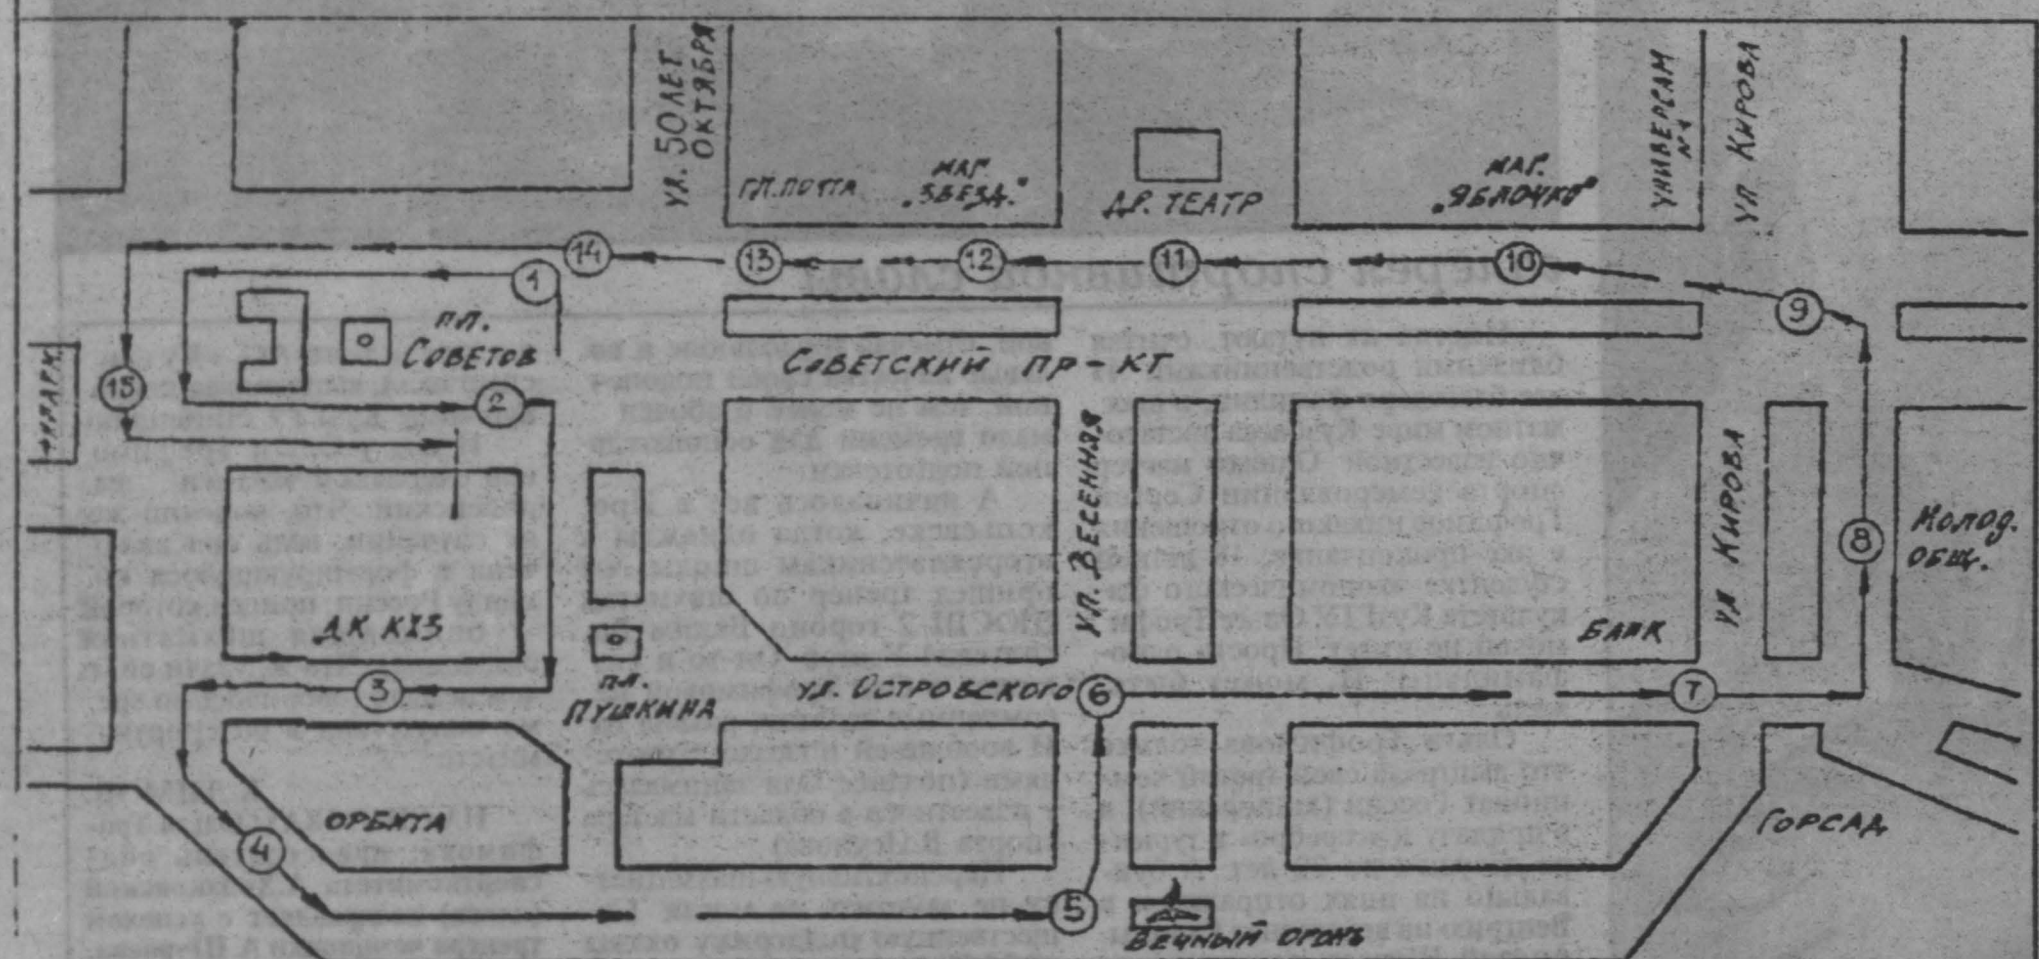 УЛ. 50 ЛЕТ
ОКТЯБРЯ
ГЛ. ПОЧТА
МАГ.
„ЗВЕЗД.“
ДР. ТЕАТР
МАГ.
„ЯБЛОЧКО“
УНИВЕРСАМ
№1
УЛ КИРОВА
14
13
12
11
10
9
1
ПЛ.
СОВЕТОВ
СОВЕТСКИЙ ПР-КТ
15
2
УЛ. ВЕСЕННЯЯ
УЛ КИРОВА
8
МОЛОД.
ОБЩ.
ДК КХЗ
БАНК
3
ПЛ.
ПУШКИНА
УЛ. ОСТРОВСКОГО
6
7
ОРБИТА
4
ГОРСАД
5
ВЕЧНЫЙ ОГОНЬ